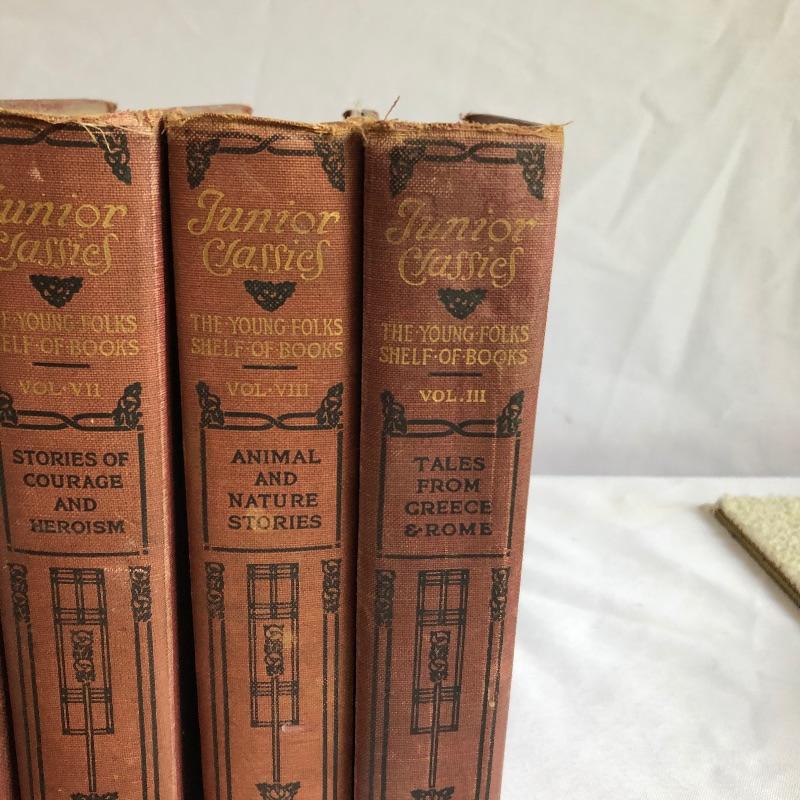 Junior
Classics
THE·YOUNG·FOLKS
SHELF·OF·BOOKS
VOL·VII
STORIES OF
COURAGE
AND
HEROISM
Junior
Classics
THE·YOUNG·FOLKS
SHELF·OF·BOOKS
VOL·VIII
ANIMAL
AND
NATURE
STORIES
Junior
Classics
THE·YOUNG·FOLKS
SHELF·OF·BOOKS
VOL.III
TALES
FROM
GREECE
& ROME